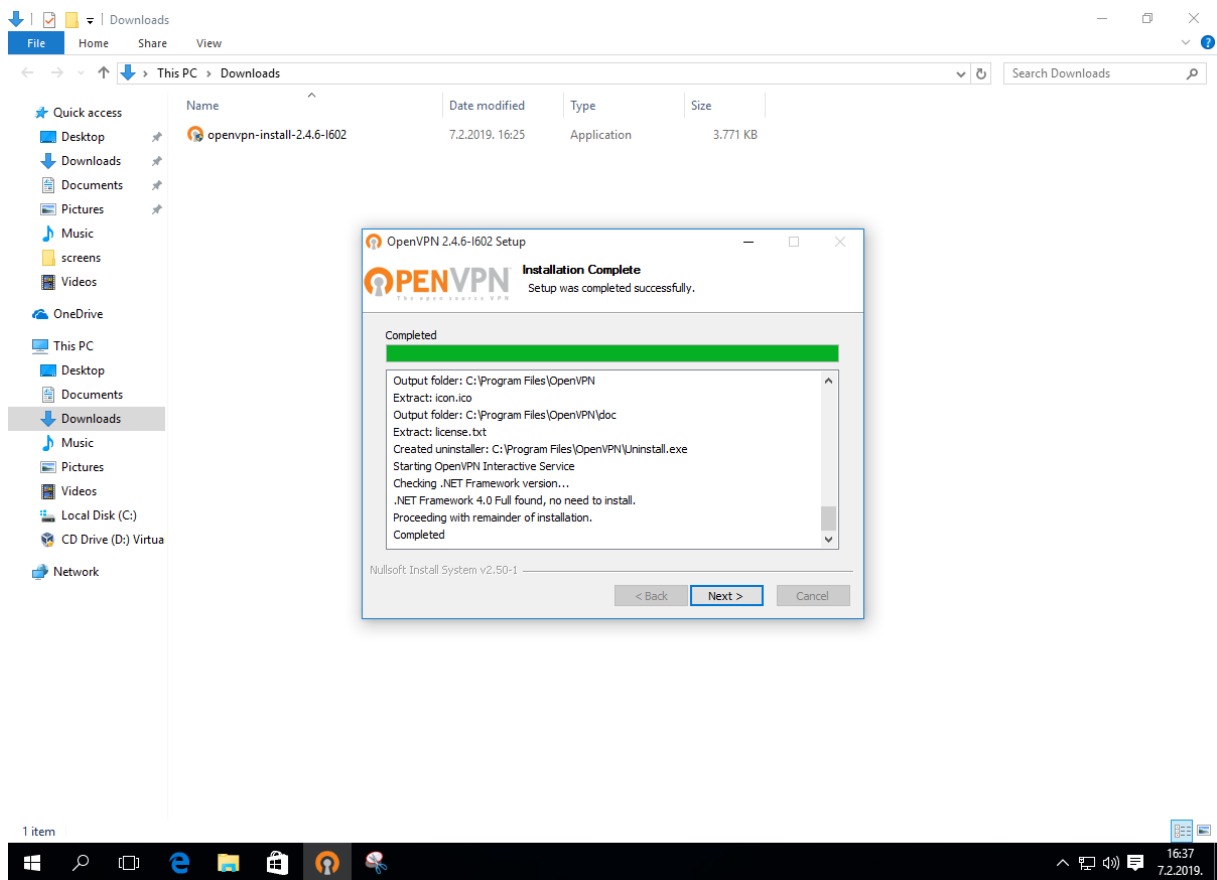 Downloads
File Home Share View
This PC > Downloads
Search Downloads
Name Date modified Type Size
openvpn-install-2.4.6-I602 7.2.2019. 16:25 Application 3.771 KB
Quick access
Desktop
Downloads
Documents
Pictures
Music
screens
Videos
OneDrive
This PC
Desktop
Documents
Downloads
Music
Pictures
Videos
Local Disk (C:)
CD Drive (D:) Virtua
Network
OpenVPN 2.4.6-I602 Setup
OPENVPN
The open source VPN
Installation Complete
Setup was completed successfully.
Completed
Output folder: C:\Program Files\OpenVPN
Extract: icon.ico
Output folder: C:\Program Files\OpenVPN\doc
Extract: license.txt
Created uninstaller: C:\Program Files\OpenVPN\Uninstall.exe
Starting OpenVPN Interactive Service
Checking .NET Framework version...
.NET Framework 4.0 Full found, no need to install.
Proceeding with remainder of installation.
Completed
Nullsoft Install System v2.50-1
< Back Next > Cancel
1 item
16:37
7.2.2019.